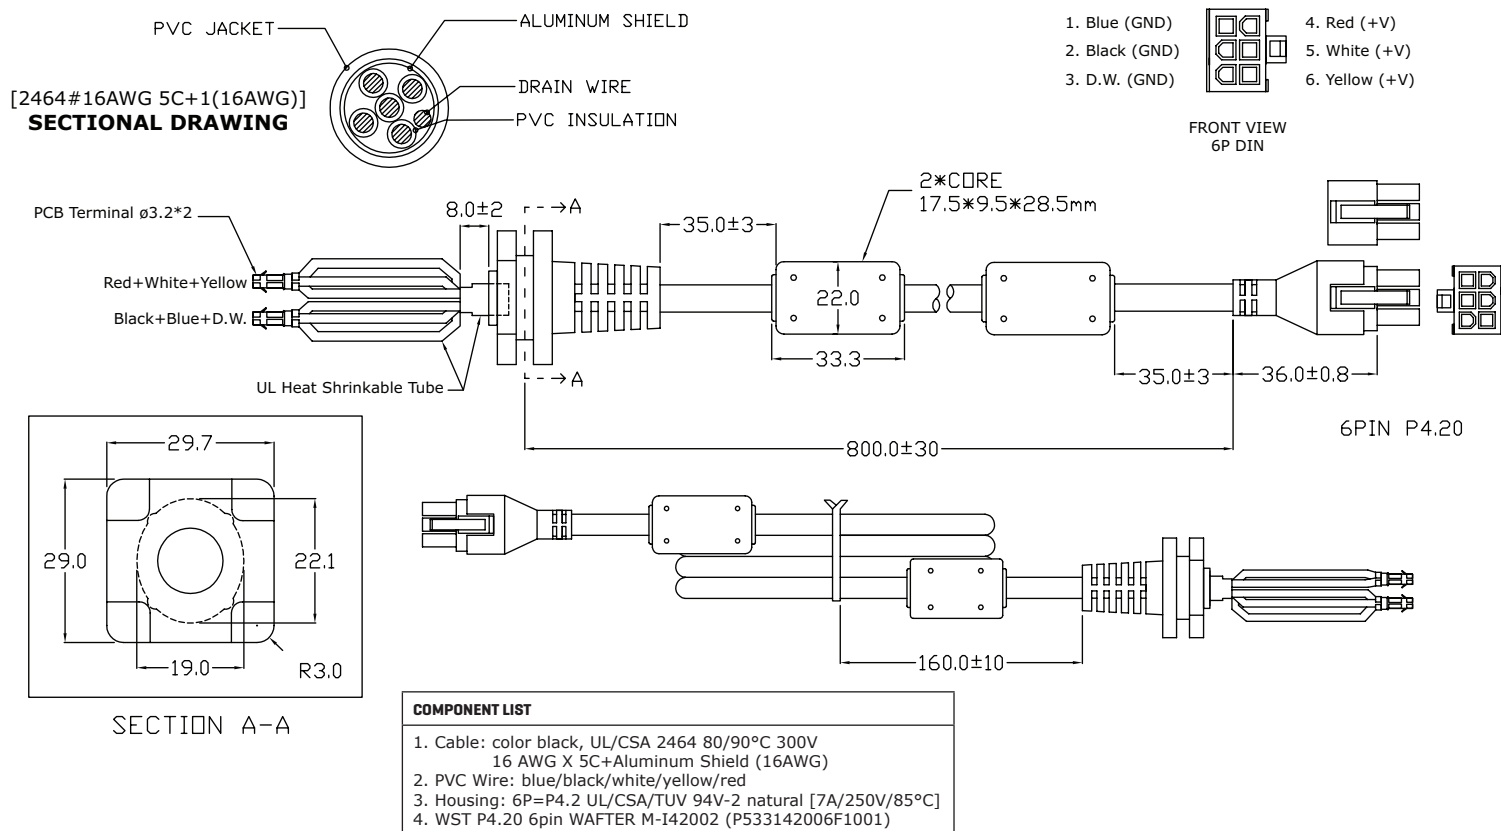 PVC JACKET
ALUMINUM SHIELD
DRAIN WIRE
PVC INSULATION
[2464#16AWG 5C+1(16AWG)]
SECTIONAL DRAWING
1. Blue (GND)
2. Black (GND)
3. D.W. (GND)
4. Red (+V)
5. White (+V)
6. Yellow (+V)
FRONT VIEW
6P DIN
PCB Terminal ø3.2*2
8.0±2
A
35.0±3
2*CORE
17.5*9.5*28.5mm
Red+White+Yellow
Black+Blue+D.W.
22.0
33.3
UL Heat Shrinkable Tube
A
35.0±3
36.0±0.8
800.0±30
6PIN P4.20
29.7
29.0
22.1
19.0
R3.0
SECTION A-A
160.0±10
COMPONENT LIST
1. Cable: color black, UL/CSA 2464 80/90°C 300V
16 AWG X 5C+Aluminum Shield (16AWG)
2. PVC Wire: blue/black/white/yellow/red
3. Housing: 6P=P4.2 UL/CSA/TUV 94V-2 natural [7A/250V/85°C]
4. WST P4.20 6pin WAFTER M-I42002 (P533142006F1001)